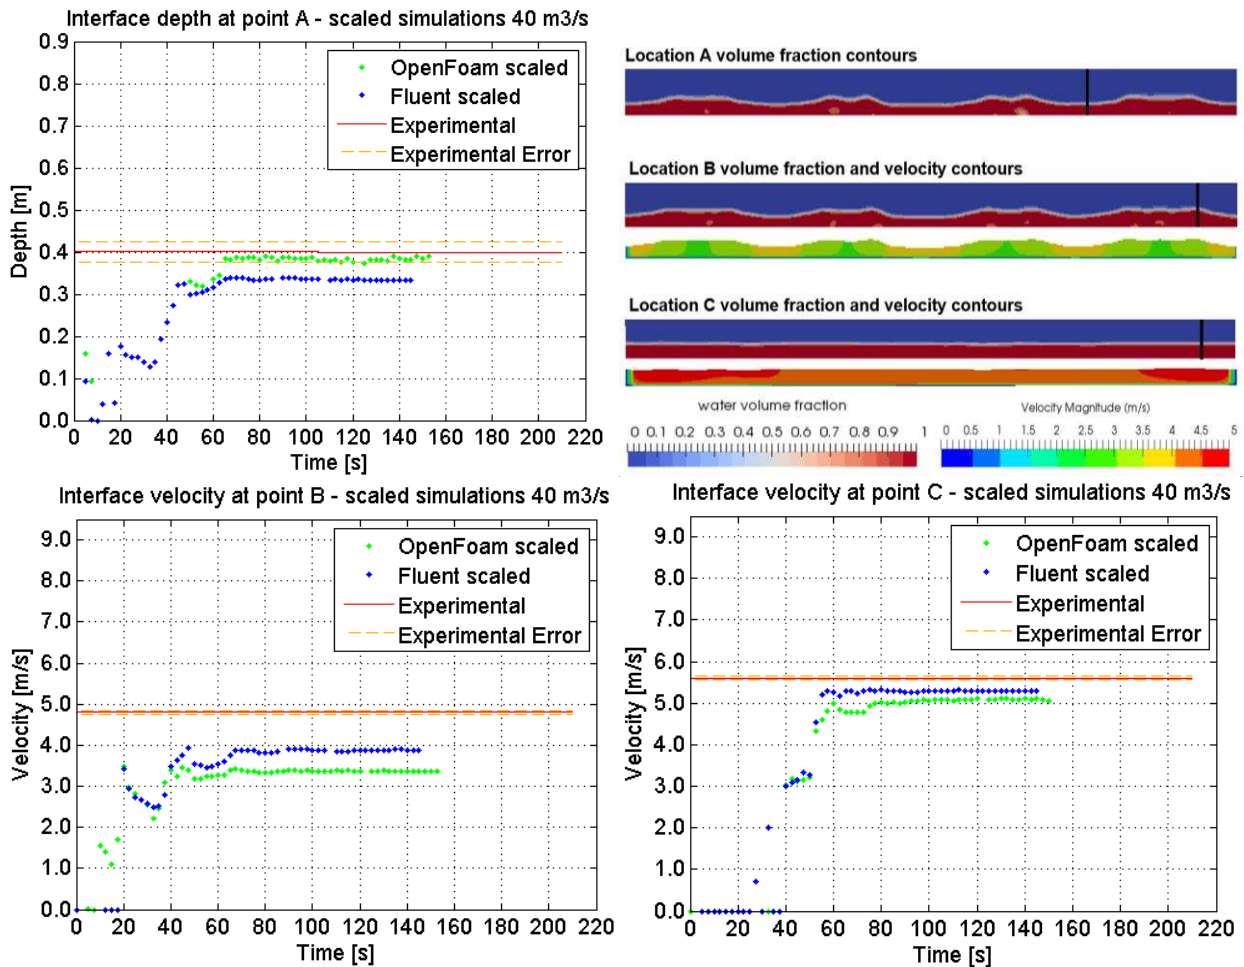 Interface depth at point A - scaled simulations 40 m3/s
0.9
0.8
0.7
0.6
0.5
0.4
0.3
0.2
0.1
0.0
Depth [m]
OpenFoam scaled
Fluent scaled
Experimental
Experimental Error
0 20 40 60 80 100 120 140 160 180 200 220
Time [s]
Location A volume fraction contours
Location B volume fraction and velocity contours
Location C volume fraction and velocity contours
water volume fraction
0 0.1 0.2 0.3 0.4 0.5 0.6 0.7 0.8 0.9 1
Velocity Magnitude (m/s)
0 0.5 1 1.5 2 2.5 3 3.5 4 4.5 5
Interface velocity at point B - scaled simulations 40 m3/s
9.0
8.0
7.0
6.0
5.0
4.0
3.0
2.0
1.0
0.0
Velocity [m/s]
OpenFoam scaled
Fluent scaled
Experimental
Experimental Error
0 20 40 60 80 100 120 140 160 180 200 220
Time [s]
Interface velocity at point C - scaled simulations 40 m3/s
9.0
8.0
7.0
6.0
5.0
4.0
3.0
2.0
1.0
0.0
Velocity [m/s]
OpenFoam scaled
Fluent scaled
Experimental
Experimental Error
0 20 40 60 80 100 120 140 160 180 200 220
Time [s]